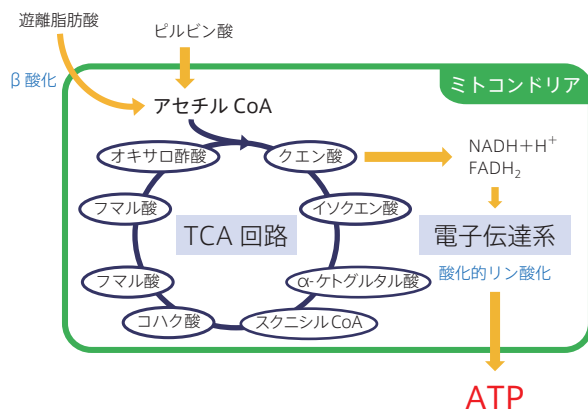 遊離脂肪酸
ピルビン酸
β酸化
ミトコンドリア
アセチル CoA
オキサロ酢酸
クエン酸
NADH+H⁺
FADH₂
フマル酸
イソクエン酸
TCA 回路
電子伝達系
フマル酸
α-ケトグルタル酸
酸化的リン酸化
コハク酸
スクニシル CoA
ATP